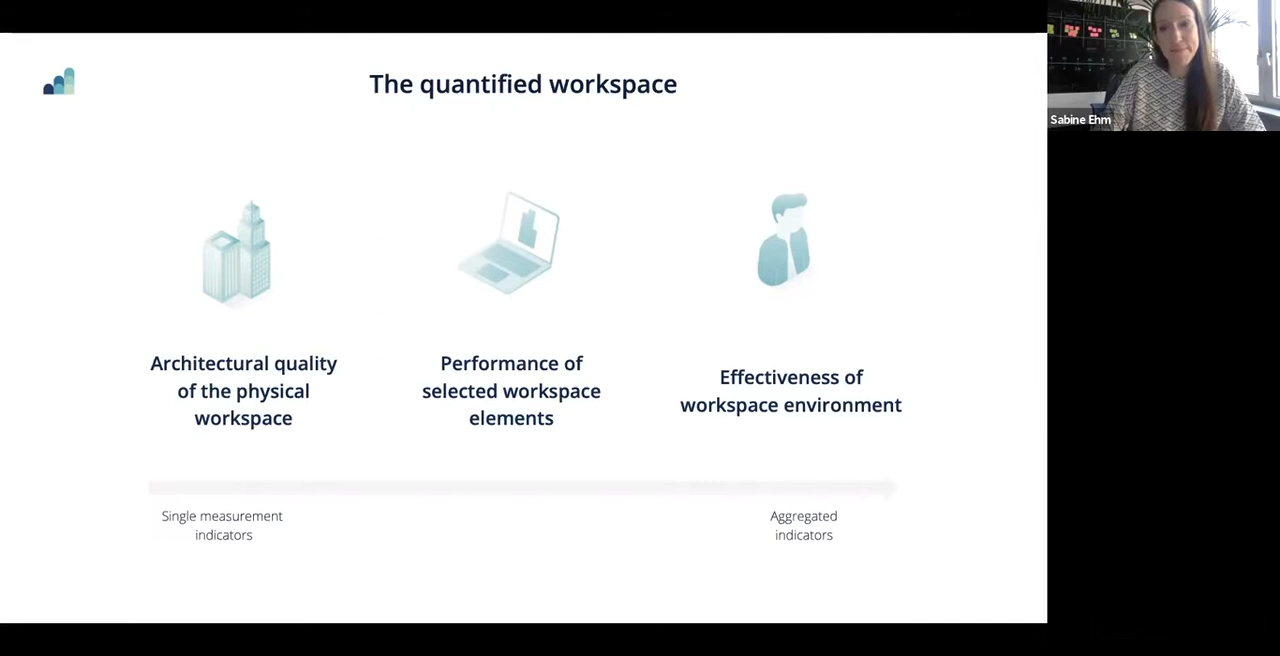 The quantified workspace
Sabine Ehm
Architectural quality
of the physical
workspace
Performance of
selected workspace
elements
Effectiveness of
workspace environment
Single measurement
indicators
Aggregated
indicators